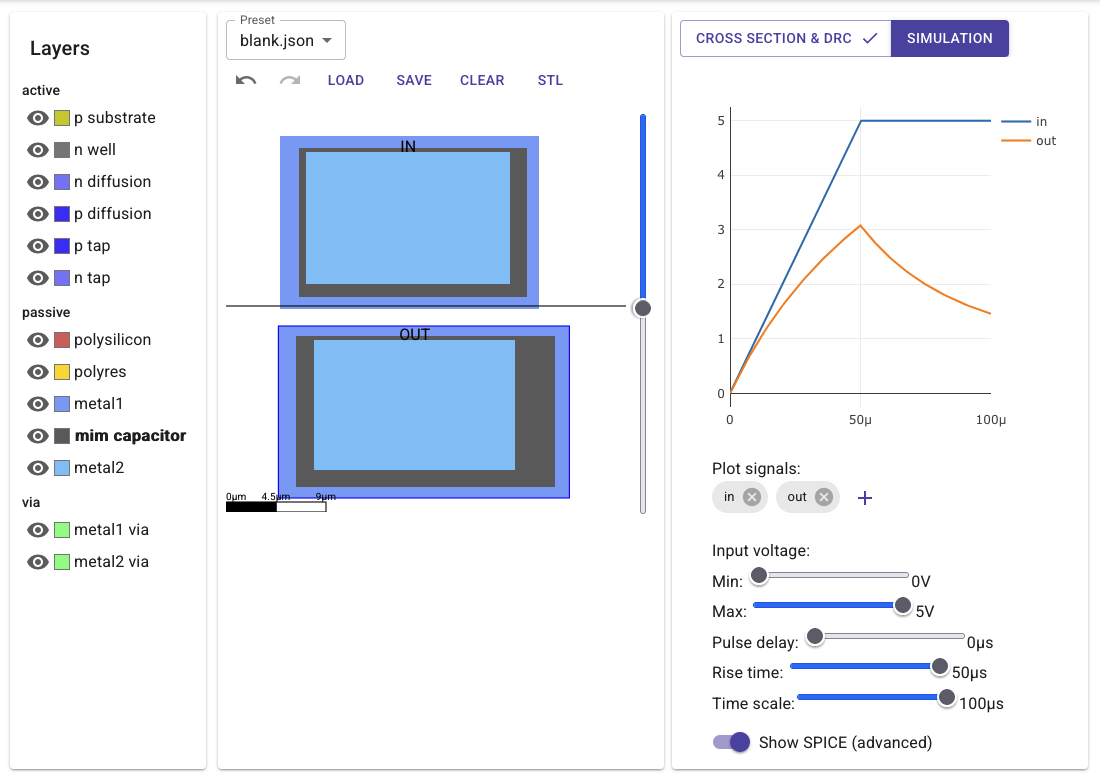 Layers
active
p substrate
n well
n diffusion
p diffusion
p tap
n tap
passive
polysilicon
polyres
metal1
mim capacitor
metal2
via
metal1 via
metal2 via
Preset
blank.json
LOAD SAVE CLEAR STL
IN
OUT
0μm 4.5μm 9μm
CROSS SECTION & DRC SIMULATION
in
out
5
4
3
2
1
0
0 50μ 100μ
Plot signals:
in out
Input voltage:
Min: 0V
Max: 5V
Pulse delay: 0μs
Rise time: 50μs
Time scale: 100μs
Show SPICE (advanced)